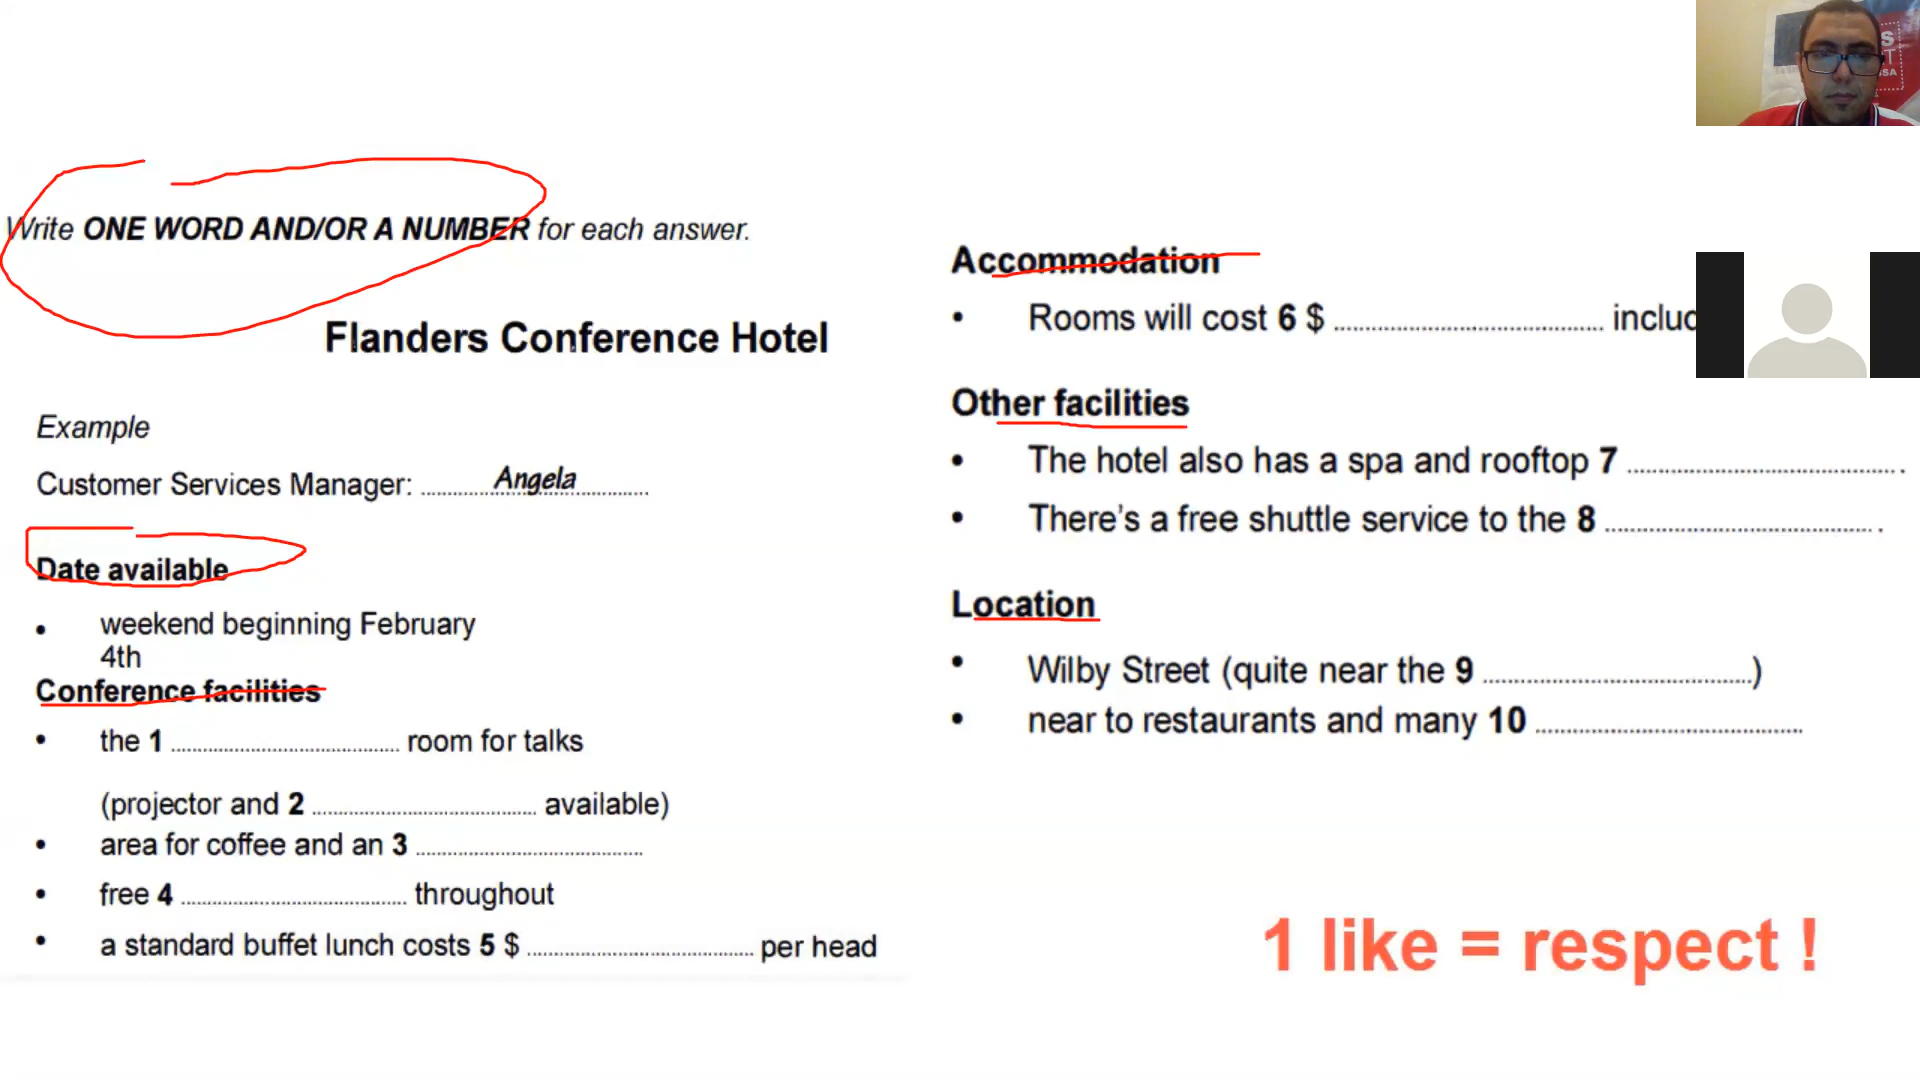 Write ONE WORD AND/OR A NUMBER for each answer.
Flanders Conference Hotel
Example
Customer Services Manager: .......... Angela ..........
Date available
• weekend beginning February
4th
Conference facilities
• the 1 .......... room for talks
(projector and 2 .......... available)
• area for coffee and an 3 ..........
• free 4 .......... throughout
• a standard buffet lunch costs 5 $ .......... per head
Accommodation
• Rooms will cost 6 $ ..........
Other facilities
• The hotel also has a spa and rooftop 7 .......... .
• There's a free shuttle service to the 8 .......... .
Location
• Wilby Street (quite near the 9 ..........)
• near to restaurants and many 10 ..........
1 like = respect !